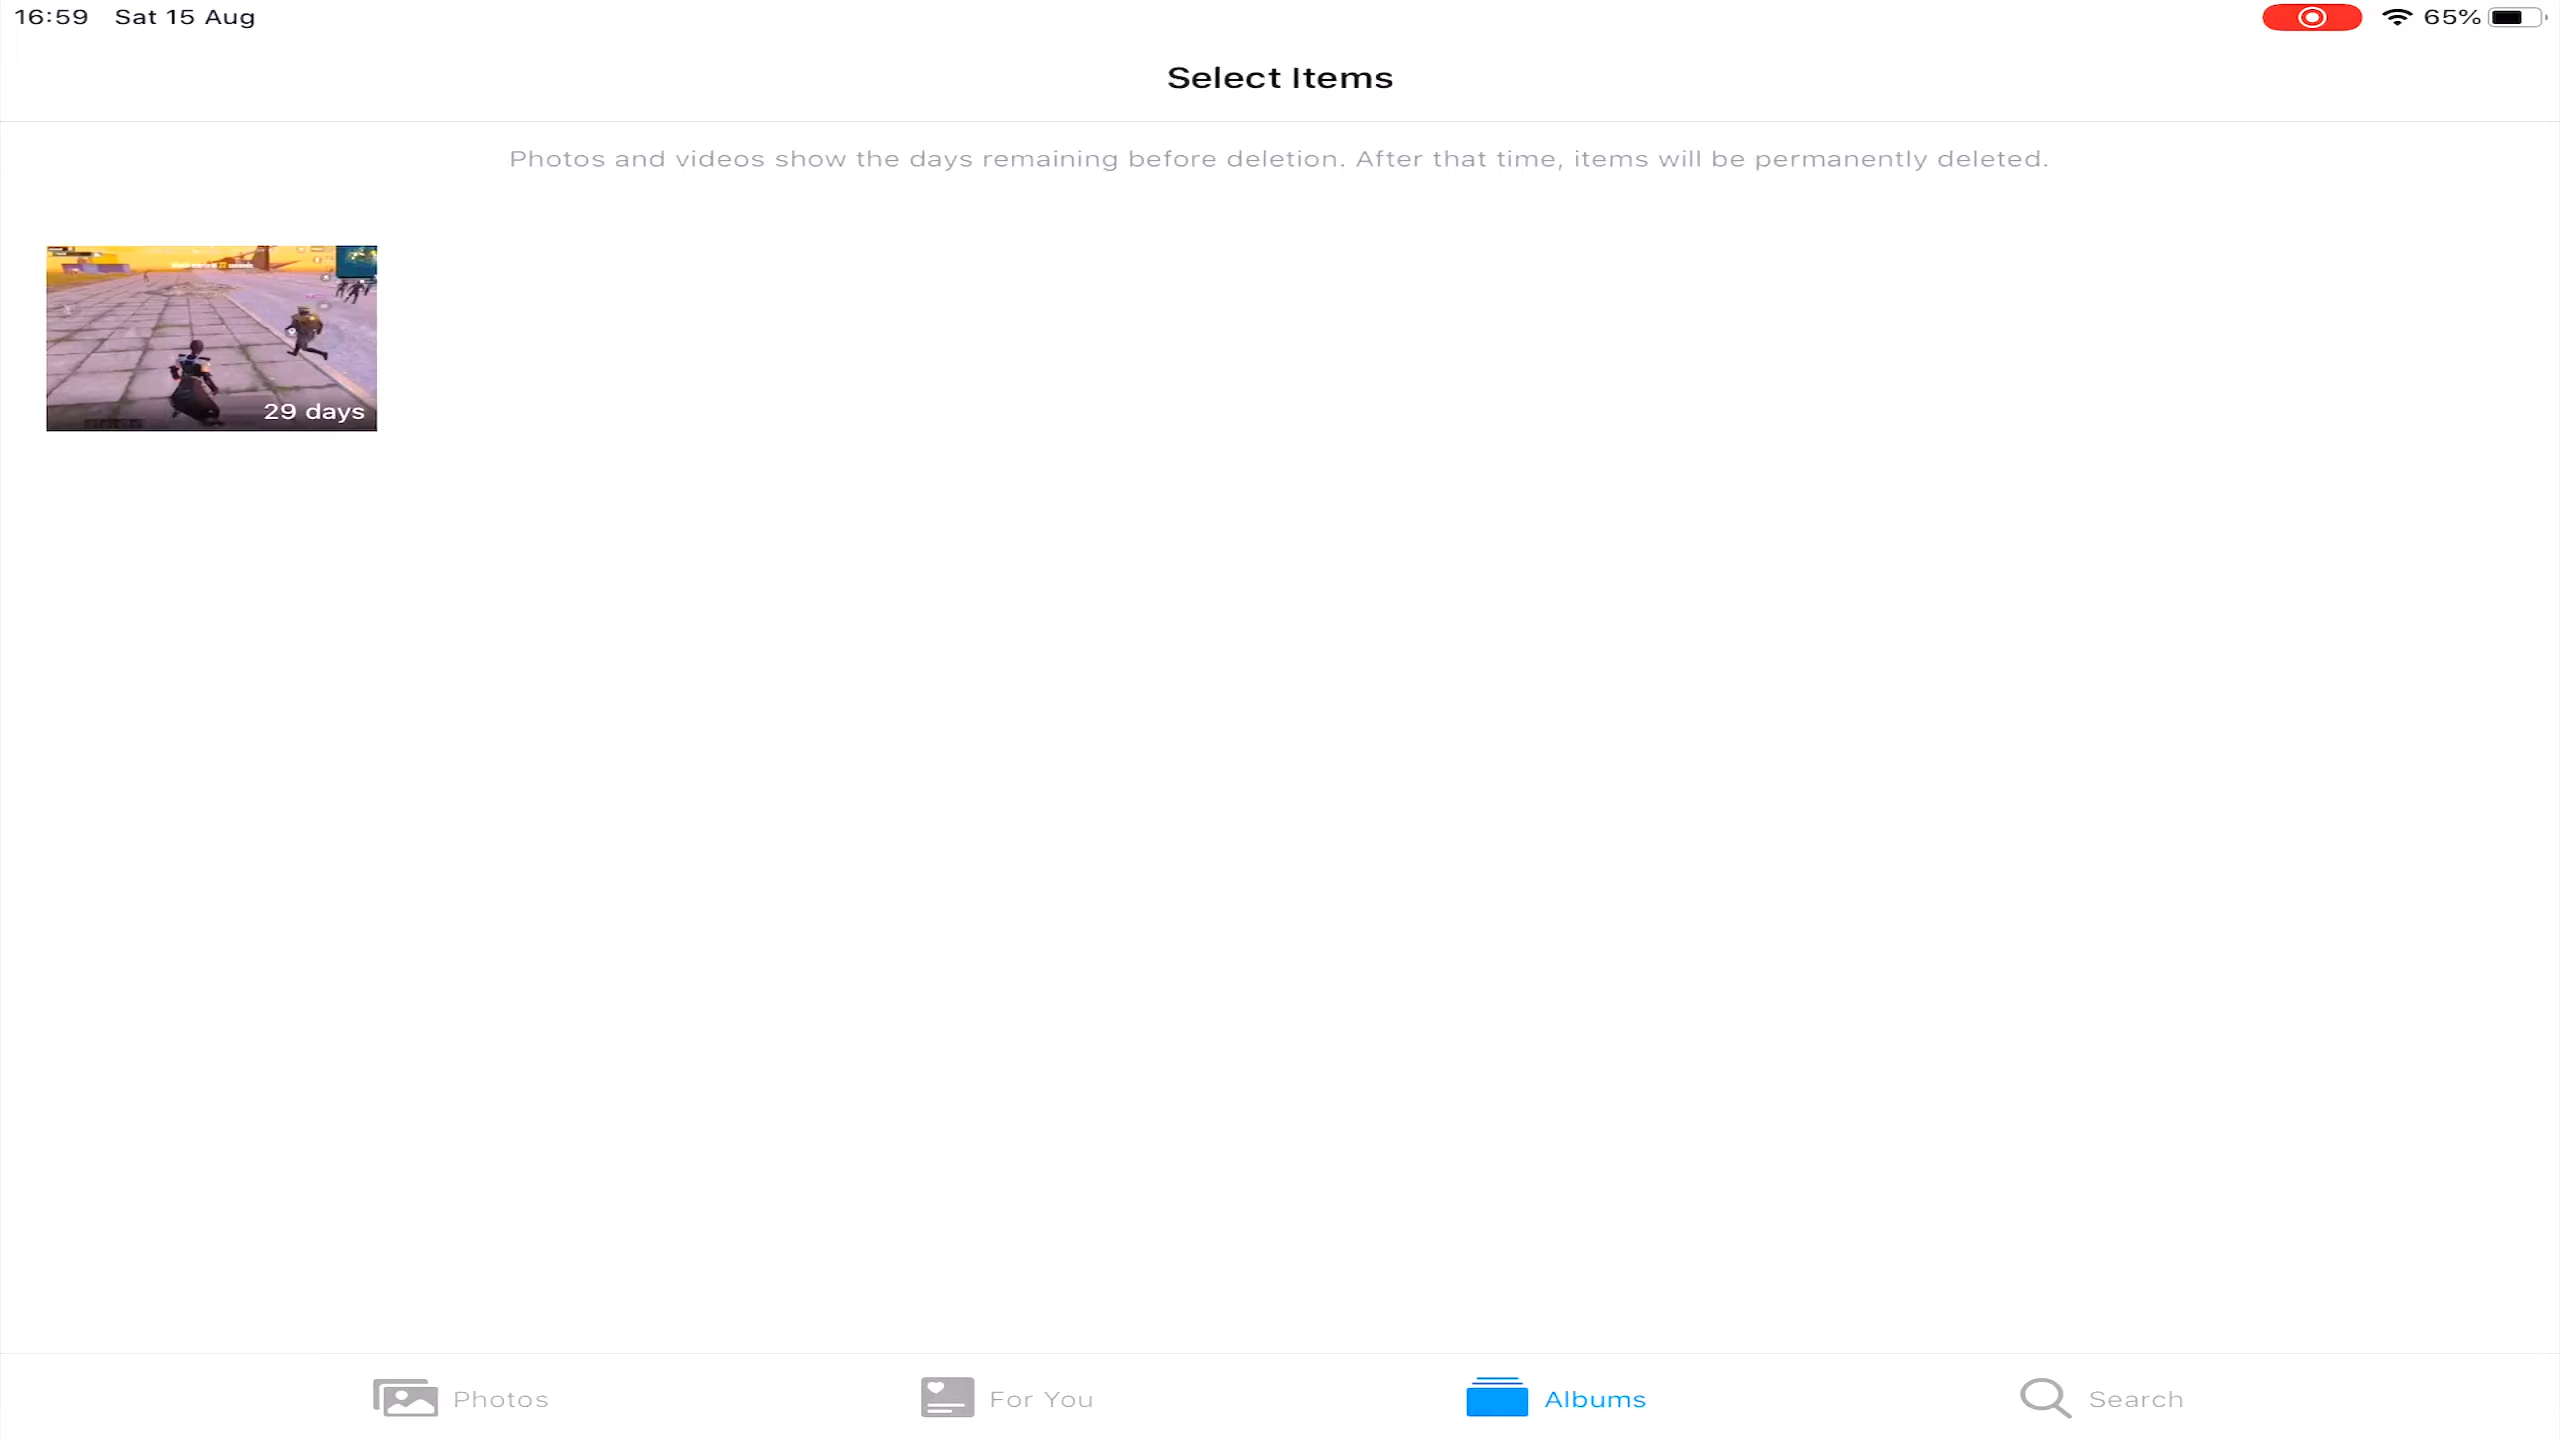 16:59 Sat 15 Aug
65%
Select Items
Photos and videos show the days remaining before deletion. After that time, items will be permanently deleted.
29 days
Photos
For You
Albums
Search